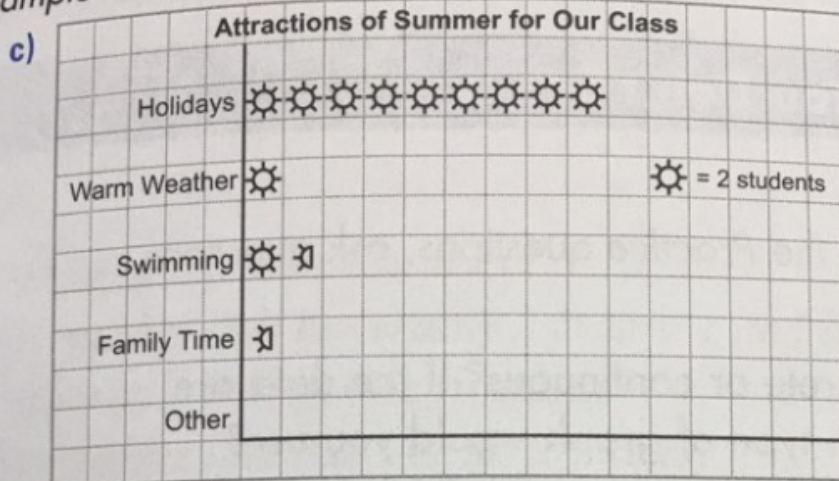 Attractions of Summer for Our Class
c)
Holidays
Warm Weather
= 2 students
Swimming
Family Time
Other